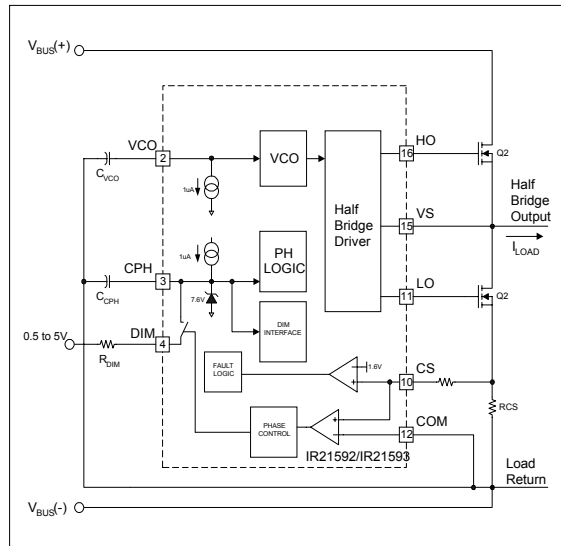 VBUS(+)
VCO
2
CVCO
1uA
VCO
HO
16
Q2
Half
Bridge
Driver
VS
15
Half
Bridge
Output
ILOAD
1uA
CPH
3
CCPH
7.6V
PH
LOGIC
LO
11
Q2
0.5 to 5V
DIM
4
RDIM
DIM
INTERFACE
FAULT
LOGIC
1.6V
+
CS
10
RCS
PHASE
CONTROL
+
-
COM
12
IR21592/IR21593
Load
Return
VBUS(-)